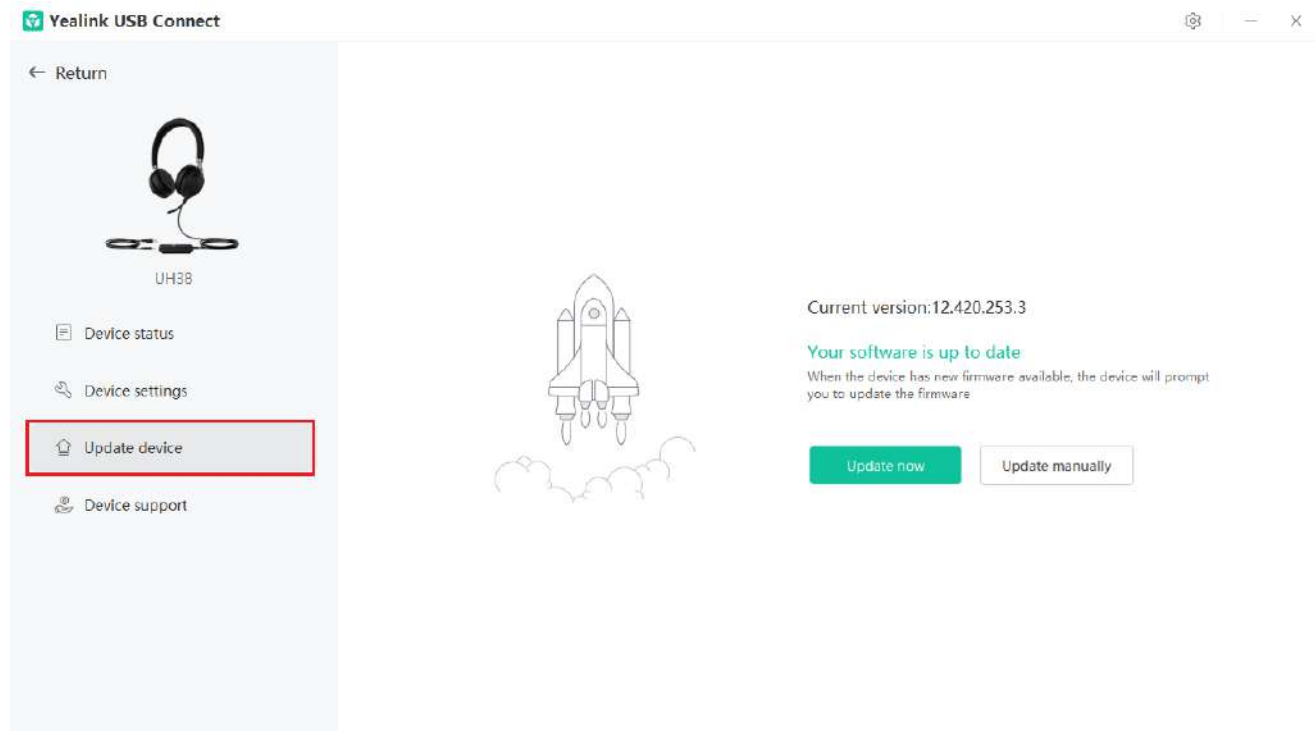 Yealink USB Connect
Return
UH38
Device status
Device settings
Update device
Device support
Current version:12.420.253.3
Your software is up to date
When the device has new firmware available, the device will prompt
you to update the firmware
Update now
Update manually